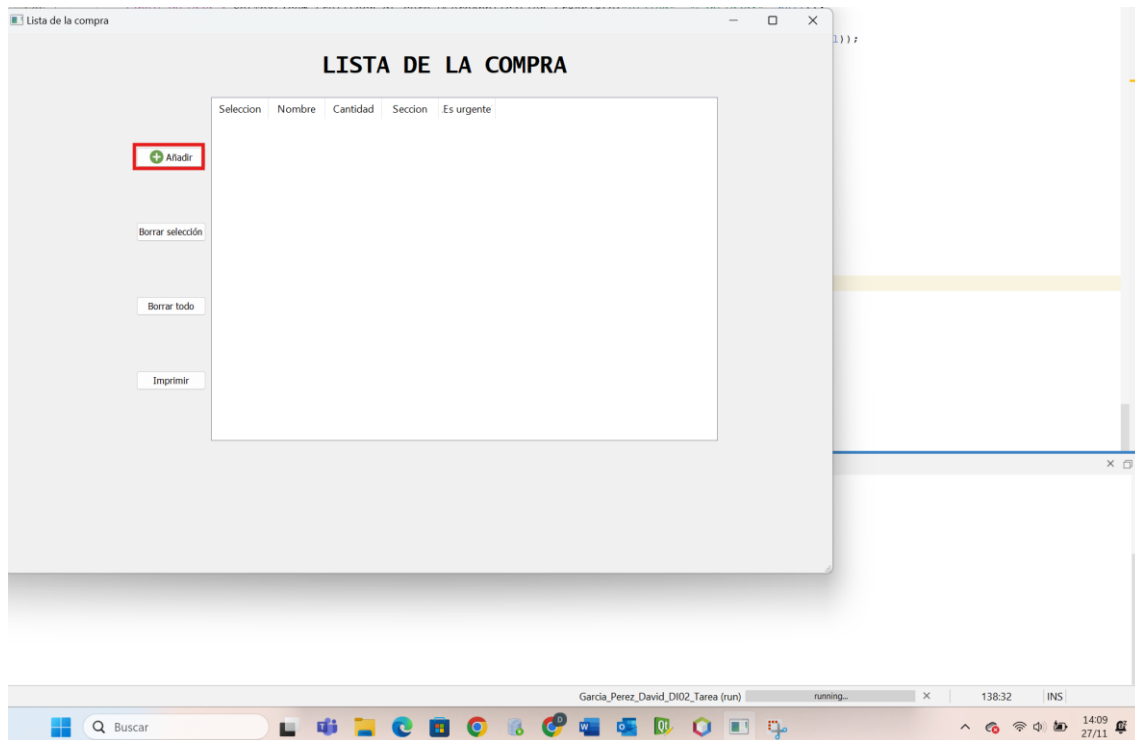 Lista de la compra
l));
LISTA DE LA COMPRA
Seleccion Nombre Cantidad Seccion Es urgente
Añadir
Borrar selección
Borrar todo
Imprimir
Garcia_Perez_David_DI02_Tarea (run) running... 138:32 INS
Buscar
14:09
27/11